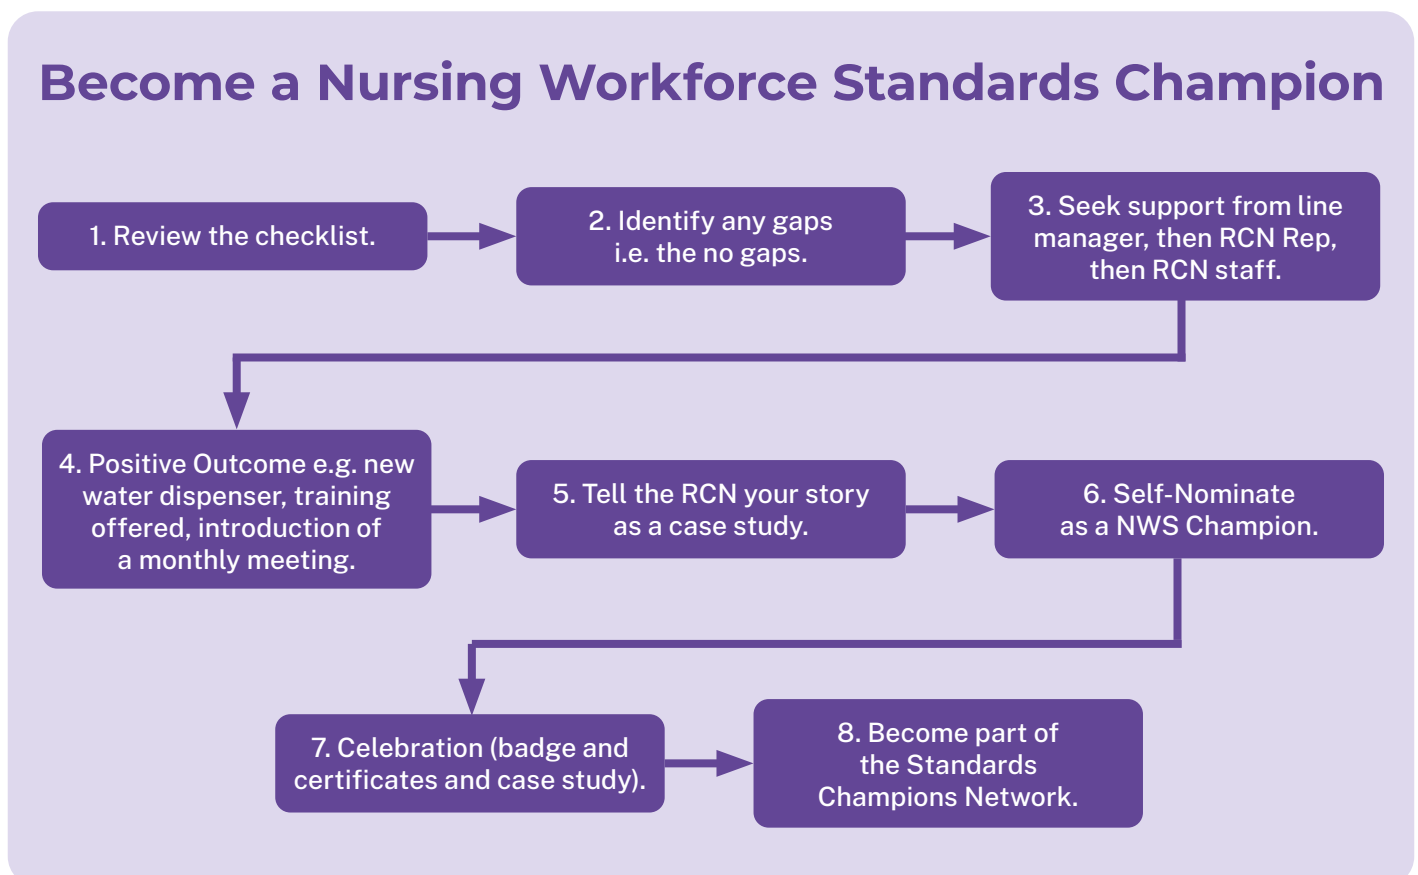 Become a Nursing Workforce Standards Champion
1. Review the checklist.
2. Identify any gaps
i.e. the no gaps.
3. Seek support from line
manager, then RCN Rep,
then RCN staff.
4. Positive Outcome e.g. new
water dispenser, training
offered, introduction of
a monthly meeting.
5. Tell the RCN your story
as a case study.
6. Self-Nominate
as a NWS Champion.
7. Celebration (badge and
certificates and case study).
8. Become part of
the Standards
Champions Network.